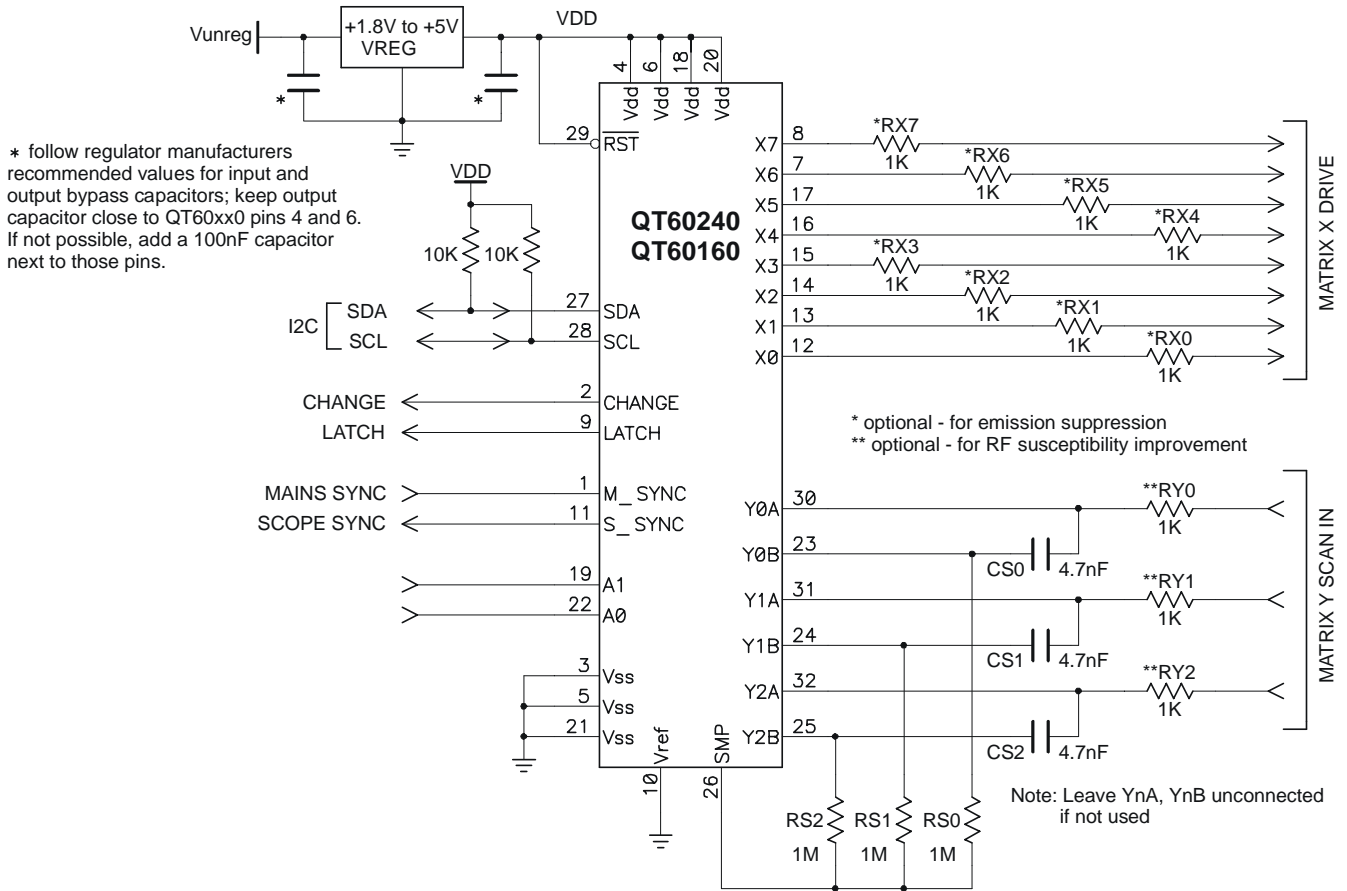 Vunreg
+1.8V to +5V
VREG
VDD
*
*
4
6
18
20
Vdd
Vdd
Vdd
Vdd
29
RST
* follow regulator manufacturers
recommended values for input and
output bypass capacitors; keep output
capacitor close to QT60xx0 pins 4 and 6.
If not possible, add a 100nF capacitor
next to those pins.
VDD
10K
10K
QT60240
QT60160
I2C
SDA
SCL
27
SDA
28
SCL
CHANGE
2
CHANGE
LATCH
9
LATCH
MAINS SYNC
1
M_SYNC
SCOPE SYNC
11
S_SYNC
19
A1
22
A0
3
Vss
5
Vss
21
Vss
Vref
10
SMP
26
X7
8
*RX7
1K
X6
7
*RX6
1K
X5
17
*RX5
1K
X4
16
*RX4
1K
X3
15
*RX3
1K
X2
14
*RX2
1K
X1
13
*RX1
1K
X0
12
*RX0
1K
MATRIX X DRIVE
* optional - for emission suppression
** optional - for RF susceptibility improvement
Y0A
30
**RY0
1K
Y0B
23
CS0
4.7nF
Y1A
31
**RY1
1K
Y1B
24
CS1
4.7nF
Y2A
32
**RY2
1K
Y2B
25
CS2
4.7nF
MATRIX Y SCAN IN
RS2
1M
RS1
1M
RS0
1M
Note: Leave YnA, YnB unconnected
if not used